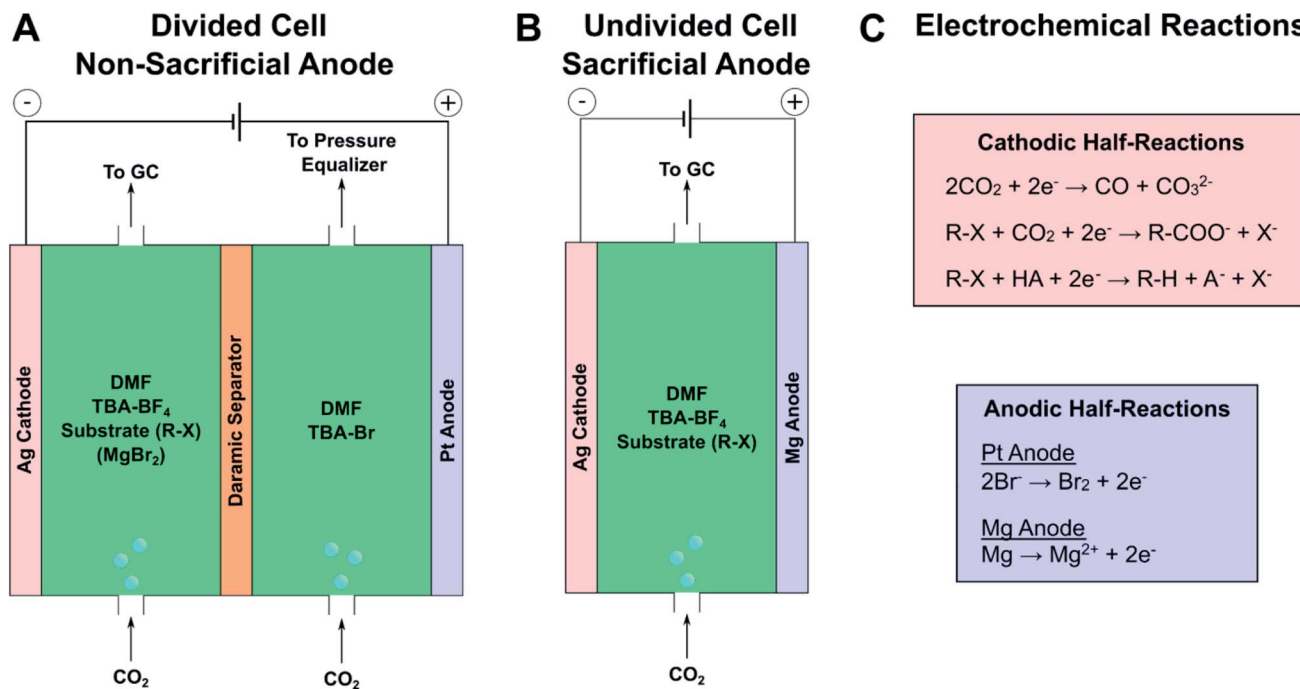 A
Divided Cell
Non-Sacrificial Anode
-
+
To GC
To Pressure
Equalizer
Ag Cathode
DMF
TBA-BF₄
Substrate (R-X)
(MgBr₂)
Daramic Separator
DMF
TBA-Br
Pt Anode
CO₂
CO₂
B
Undivided Cell
Sacrificial Anode
-
+
To GC
Ag Cathode
DMF
TBA-BF₄
Substrate (R-X)
Mg Anode
CO₂
C
Electrochemical Reactions
Cathodic Half-Reactions
2CO₂ + 2e⁻ → CO + CO₃²⁻
R-X + CO₂ + 2e⁻ → R-COO⁻ + X⁻
R-X + HA + 2e⁻ → R-H + A⁻ + X⁻
Anodic Half-Reactions
Pt Anode
2Br⁻ → Br₂ + 2e⁻
Mg Anode
Mg → Mg²⁺ + 2e⁻